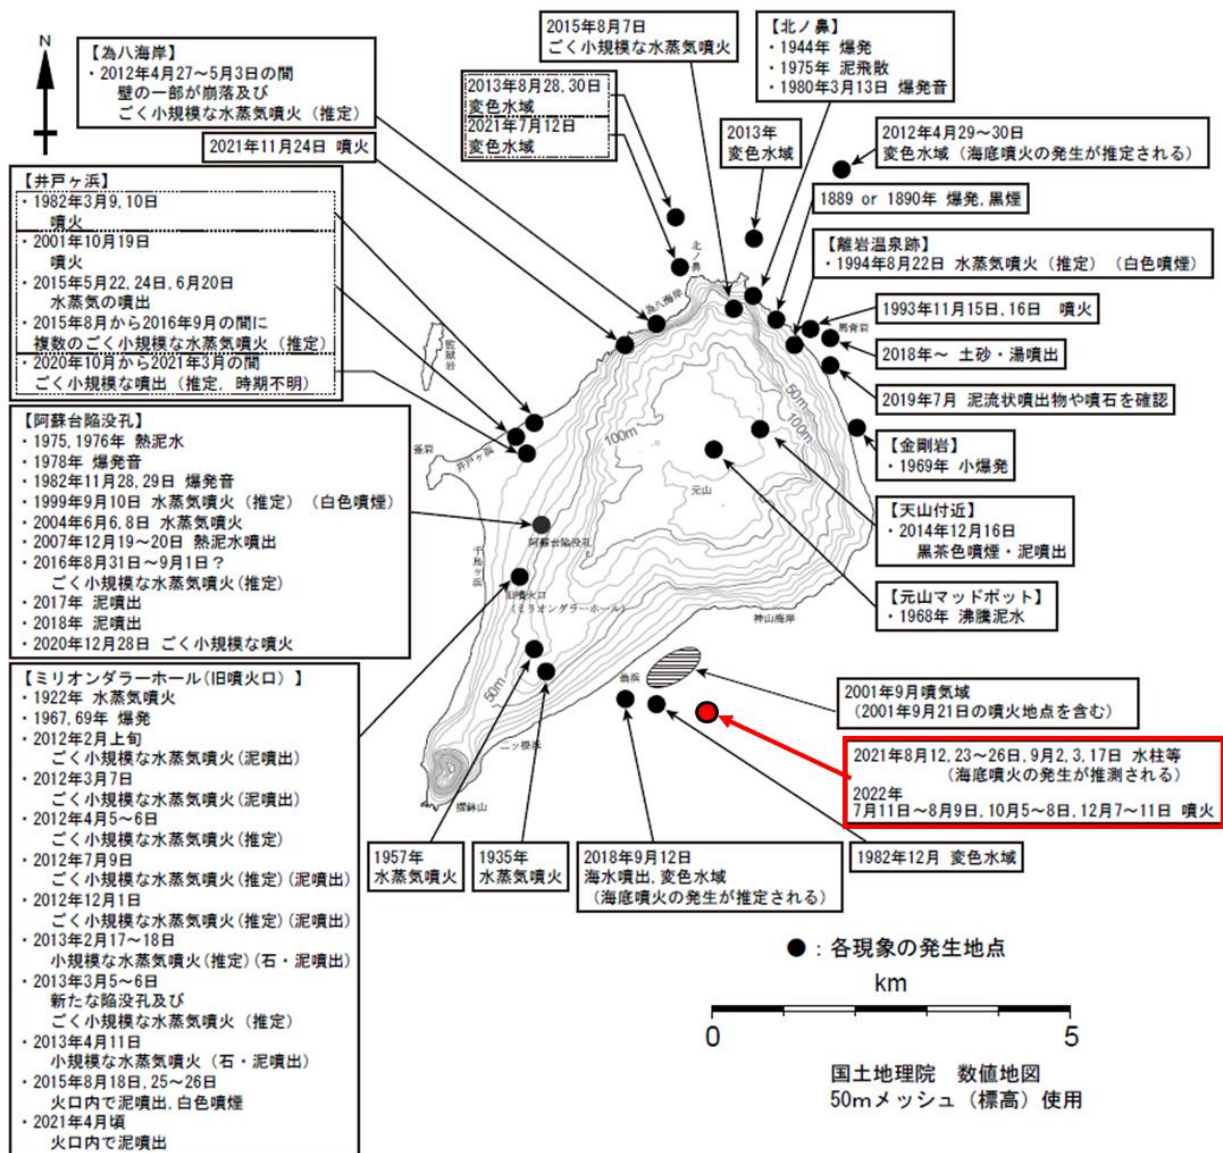 N
【為八海岸】
・2012年4月27～5月3日の間
壁の一部が崩落及び
ごく小規模な水蒸気噴火（推定）
2021年11月24日 噴火
2013年8月28,30日
変色水域
2021年7月12日
変色水域
2015年8月7日
ごく小規模な水蒸気噴火
【北ノ鼻】
・1944年 爆発
・1975年 泥飛散
・1980年3月13日 爆発音
2013年
変色水域
2012年4月29～30日
変色水域（海底噴火の発生が推定される）
1889 or 1890年 爆発,黒煙
【離岩温泉跡】
・1994年8月22日 水蒸気噴火（推定）（白色噴煙）
1993年11月15日,16日 噴火
2018年～ 土砂・湯噴出
2019年7月 泥流状噴出物や噴石を確認
【金剛岩】
・1969年 小爆発
【天山付近】
・2014年12月16日
黒茶色噴煙・泥噴出
【元山マッドポット】
・1968年 沸騰泥水
【井戸ヶ浜】
・1982年3月9,10日
噴火
・2001年10月19日
噴火
・2015年5月22,24日,6月20日
水蒸気の噴出
・2015年8月から2016年9月の間に
複数のごく小規模な水蒸気噴火（推定）
・2020年10月から2021年3月の間
ごく小規模な噴出（推定，時期不明）
【阿蘇台陥没孔】
・1975,1976年 熱泥水
・1978年 爆発音
・1982年11月28,29日 爆発音
・1999年9月10日 水蒸気噴火（推定）（白色噴煙）
・2004年6月6,8日 水蒸気噴火
・2007年12月19～20日 熱泥水噴出
・2016年8月31日～9月1日？
ごく小規模な水蒸気噴火(推定)
・2017年 泥噴出
・2018年 泥噴出
・2020年12月28日 ごく小規模な噴火
【ミリオンダラーホール(旧噴火口）】
・1922年 水蒸気噴火
・1967,69年 爆発
・2012年2月上旬
ごく小規模な水蒸気噴火(泥噴出)
・2012年3月7日
ごく小規模な水蒸気噴火(泥噴出)
・2012年4月5～6日
ごく小規模な水蒸気噴火(推定)
・2012年7月9日
ごく小規模な水蒸気噴火(推定)(泥噴出)
・2012年12月1日
ごく小規模な水蒸気噴火(推定)(泥噴出)
・2013年2月17～18日
小規模な水蒸気噴火(推定)(石・泥噴出)
・2013年3月5～6日
新たな陥没孔及び
ごく小規模な水蒸気噴火（推定）
・2013年4月11日
小規模な水蒸気噴火（石・泥噴出）
・2015年8月18日,25～26日
火口内で泥噴出,白色噴煙
・2021年4月頃
火口内で泥噴出
北ノ鼻
為八海岸
監獄岩
馬背岩
釜岩
井戸ヶ浜
50m
100m
100m
元山
阿蘇台陥没孔
千鳥ヶ浜
旧噴火口
(ミリオンダラーホール)
神山海岸
翁浜
50m
二ッ根浜
摺鉢山
2001年9月噴気域
(2001年9月21日の噴火地点を含む)
2021年8月12,23～26日,9月2,3,17日 水柱等
（海底噴火の発生が推測される）
2022年
7月11日～8月9日,10月5～8日,12月7～11日 噴火
1982年12月 変色水域
1957年
水蒸気噴火
1935年
水蒸気噴火
2018年9月12日
海水噴出,変色水域
（海底噴火の発生が推定される）
●：各現象の発生地点
km
0 5
国土地理院 数値地図
50mメッシュ（標高）使用